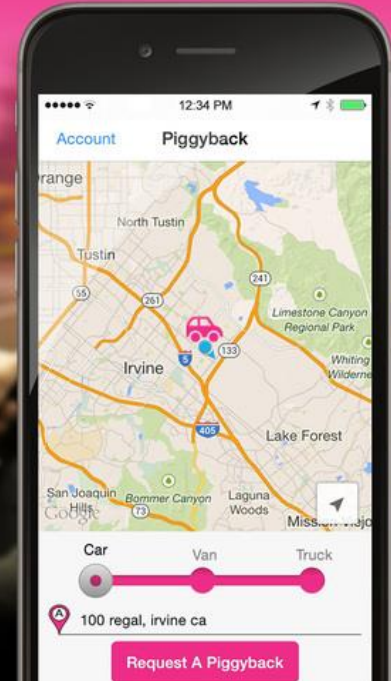 12:34 PM
Account
Piggyback
range
North Tustin
Tustin
241
55
261
Limestone Canyon
Regional Park
133
5
Whiting
Wilderne
Irvine
405
Lake Forest
San Joaquin
Hills
Bommer Canyon
Laguna
Woods
Google
73
Mission Viejo
Car
Van
Truck
A
100 regal, irvine ca
Request A Piggyback